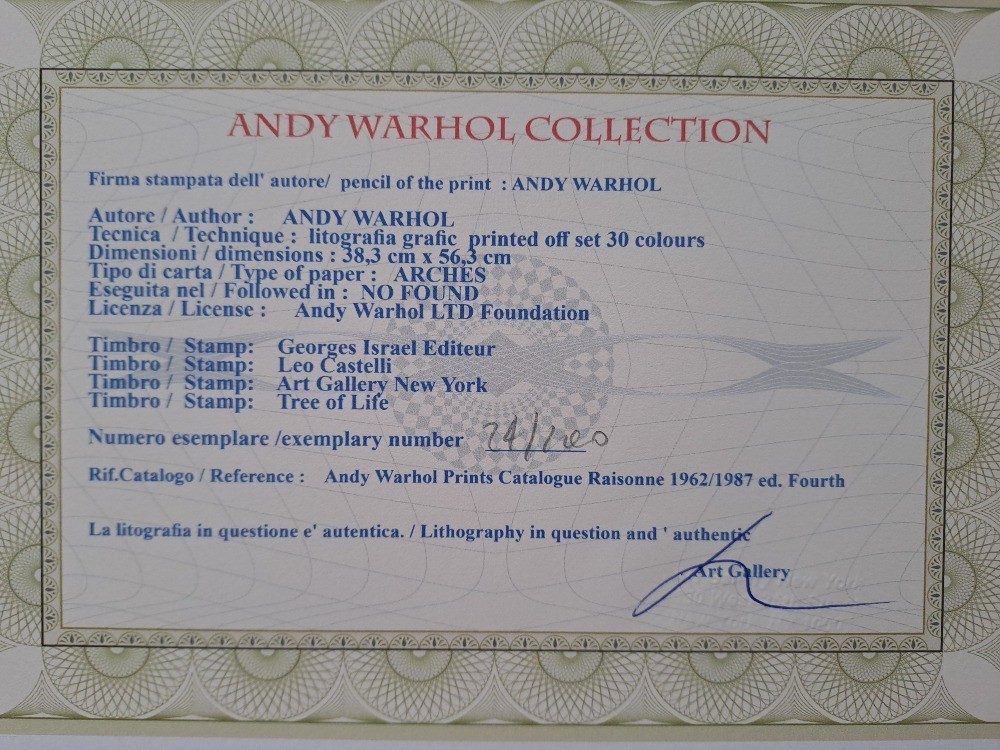 ANDY WARHOL COLLECTION
Firma stampata dell' autore/ pencil of the print : ANDY WARHOL
Autore / Author : ANDY WARHOL
Tecnica / Technique : litografia grafic printed off set 30 colours
Dimensioni / dimensions : 38,3 cm x 56,3 cm
Tipo di carta / Type of paper : ARCHES
Eseguita nel / Followed in : NO FOUND
Licenza / License : Andy Warhol LTD Foundation
Timbro / Stamp: Georges Israel Editeur
Timbro / Stamp: Leo Castelli
Timbro / Stamp: Art Gallery New York
Timbro / Stamp: Tree of Life
Numero esemplare /exemplary number
Rif.Catalogo / Reference : Andy Warhol Prints Catalogue Raisonne 1962/1987 ed. Fourth
La litografia in questione e' autentica. / Lithography in question and ' authentic
Art Gallery